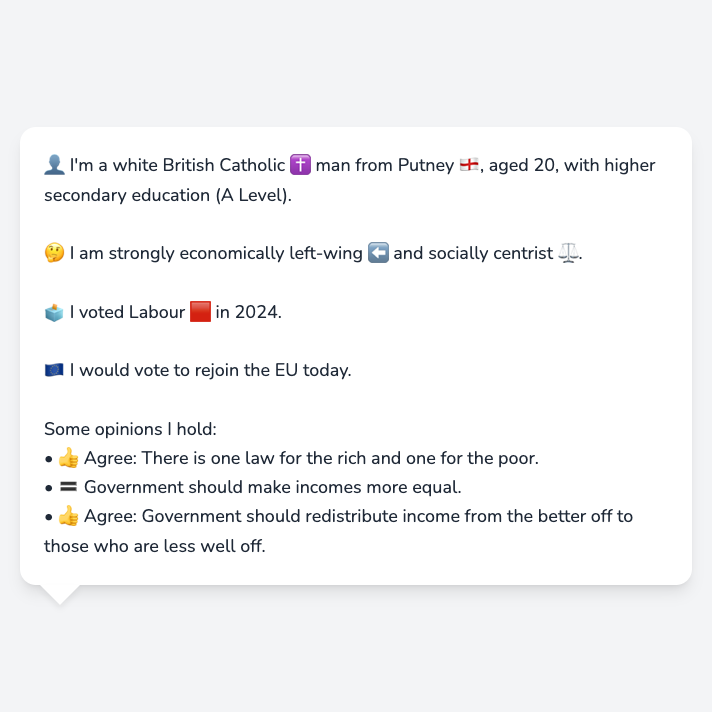 👤 I'm a white British Catholic ✝️ man from Putney 🏴󠁧󠁢󠁥󠁮󠁧󠁿, aged 20, with higher
secondary education (A Level).
🤔 I am strongly economically left-wing ⬅️ and socially centrist ⚖️.
🗳️ I voted Labour 🟥 in 2024.
🇪🇺 I would vote to rejoin the EU today.
Some opinions I hold:
• 👍 Agree: There is one law for the rich and one for the poor.
• 🟰 Government should make incomes more equal.
• 👍 Agree: Government should redistribute income from the better off to
those who are less well off.